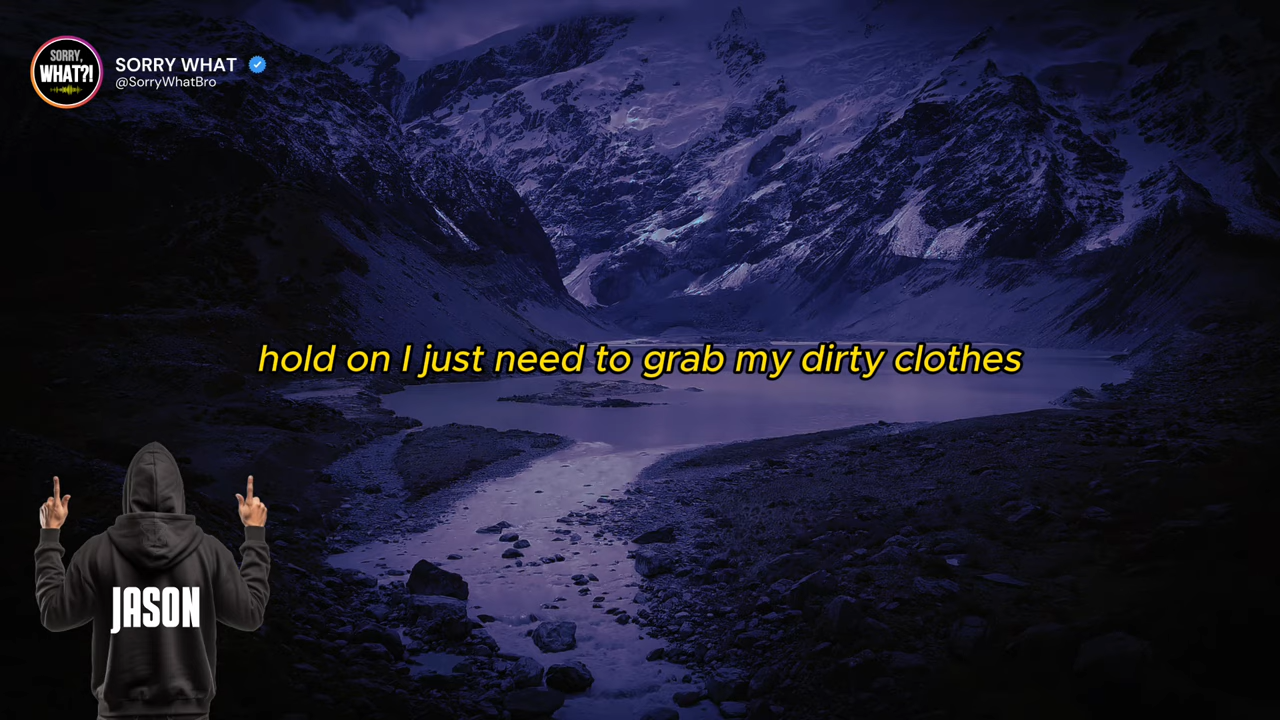 SORRY,
WHAT?!
SORRY WHAT
@SorryWhatBro
hold on I just need to grab my dirty clothes
JASON